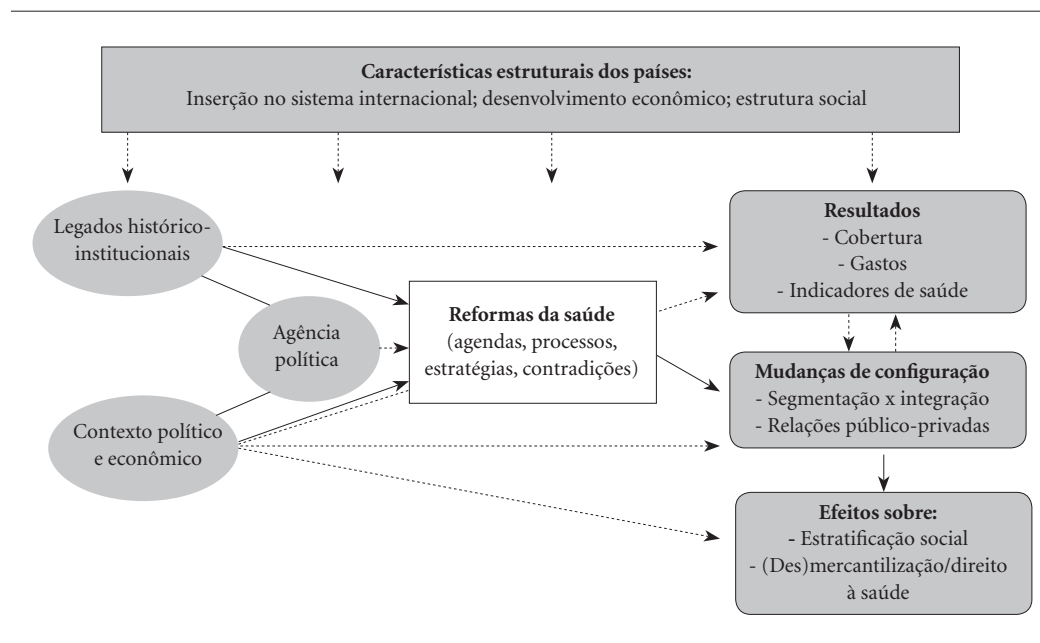 Características estruturais dos países:
Inserção no sistema internacional; desenvolvimento econômico; estrutura social
Legados histórico-
institucionais
Agência
política
Contexto político
e econômico
Reformas da saúde
(agendas, processos,
estratégias, contradições)
Resultados
- Cobertura
- Gastos
- Indicadores de saúde
Mudanças de configuração
- Segmentação x integração
- Relações público-privadas
Efeitos sobre:
- Estratificação social
- (Des)mercantilização/direito
à saúde